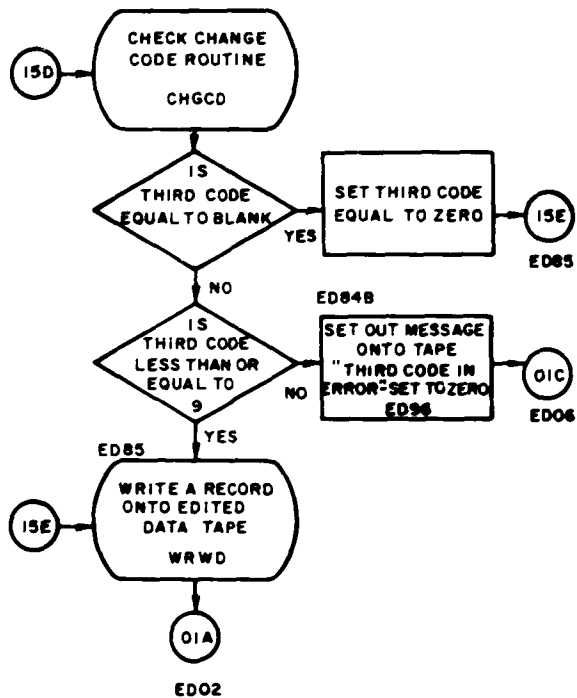 CHECK CHANGE
CODE ROUTINE
CHGCD
15D
IS
THIRD CODE
EQUAL TO BLANK
YES
SET THIRD CODE
EQUAL TO ZERO
15E
ED85
NO
IS
THIRD CODE
LESS THAN OR
EQUAL TO
9
NO
ED84B
SET OUT MESSAGE
ONTO TAPE
"THIRD CODE IN
ERROR" SET TO ZERO
ED96
01C
ED06
YES
ED85
WRITE A RECORD
ONTO EDITED
DATA TAPE
WRWD
15E
01A
ED02